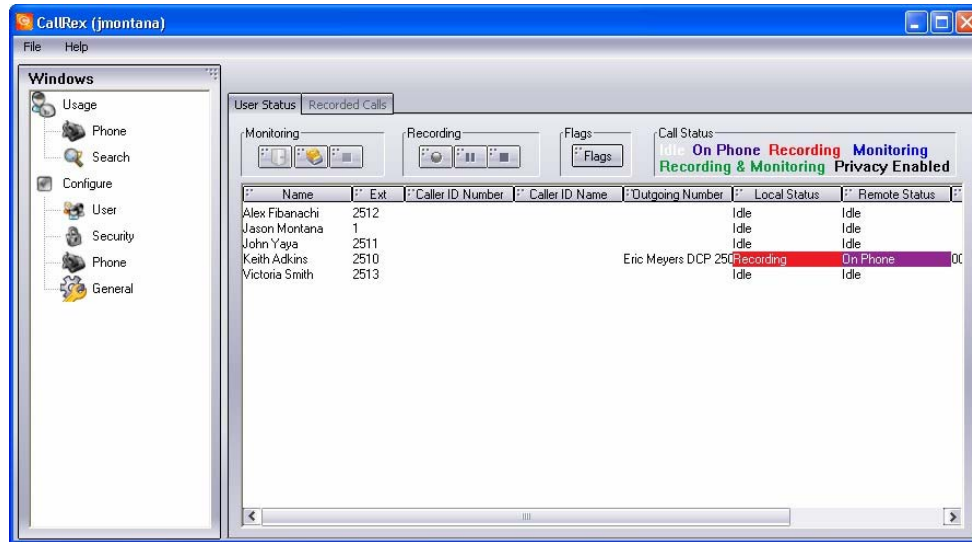 CallRex (jmontana)
File Help
Windows
Usage
Phone
Search
Configure
User
Security
Phone
General
User Status Recorded Calls
Monitoring Recording Flags Call Status
Flags
Idle On Phone Recording Monitoring
Recording & Monitoring Privacy Enabled
Name Ext Caller ID Number Caller ID Name Outgoing Number Local Status Remote Status
Alex Fibanachi 2512 Idle Idle
Jason Montana 1 Idle Idle
John Yaya 2511 Idle Idle
Keith Adkins 2510 Eric Meyers DCP 250 Recording On Phone 00
Victoria Smith 2513 Idle Idle